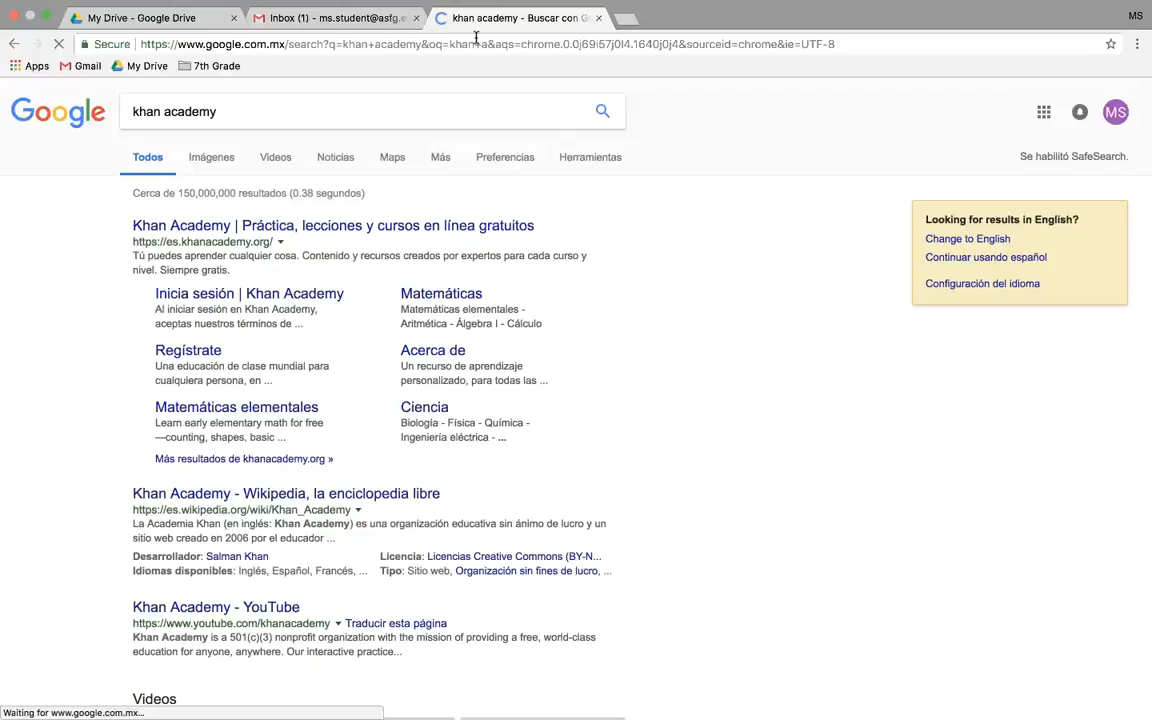 My Drive - Google Drive
Inbox (1) - ms.student@asfg.e
khan academy - Buscar con G
MS
Secure
https://www.google.com.mx/search?q=khan+academy&oq=khan+a&aqs=chrome.0.0j69i57j0l4.1640j0j4&sourceid=chrome&ie=UTF-8
Apps
Gmail
My Drive
7th Grade
Google
khan academy
MS
Todos
Imágenes
Videos
Noticias
Maps
Más
Preferencias
Herramientas
Se habilitó SafeSearch.
Cerca de 150,000,000 resultados (0.38 segundos)
Khan Academy | Práctica, lecciones y cursos en línea gratuitos
https://es.khanacademy.org/
Tú puedes aprender cualquier cosa. Contenido y recursos creados por expertos para cada curso y
nivel. Siempre gratis.
Inicia sesión | Khan Academy
Al iniciar sesión en Khan Academy,
aceptas nuestros términos de ...
Matemáticas
Matemáticas elementales -
Aritmética - Álgebra I - Cálculo
Regístrate
Una educación de clase mundial para
cualquiera persona, en ...
Acerca de
Un recurso de aprendizaje
personalizado, para todas las ...
Matemáticas elementales
Learn early elementary math for free
—counting, shapes, basic ...
Ciencia
Biología - Física - Química -
Ingeniería eléctrica - ...
Más resultados de khanacademy.org »
Khan Academy - Wikipedia, la enciclopedia libre
https://es.wikipedia.org/wiki/Khan_Academy
La Academia Khan (en inglés: Khan Academy) es una organización educativa sin ánimo de lucro y un
sitio web creado en 2006 por el educador ...
Desarrollador: Salman Khan
Licencia: Licencias Creative Commons (BY-N...
Idiomas disponibles: Inglés, Español, Francés, ...
Tipo: Sitio web, Organización sin fines de lucro, ...
Khan Academy - YouTube
https://www.youtube.com/khanacademy
Traducir esta página
Khan Academy is a 501(c)(3) nonprofit organization with the mission of providing a free, world-class
education for anyone, anywhere. Our interactive practice...
Videos
Looking for results in English?
Change to English
Continuar usando español
Configuración del idioma
Waiting for www.google.com.mx...